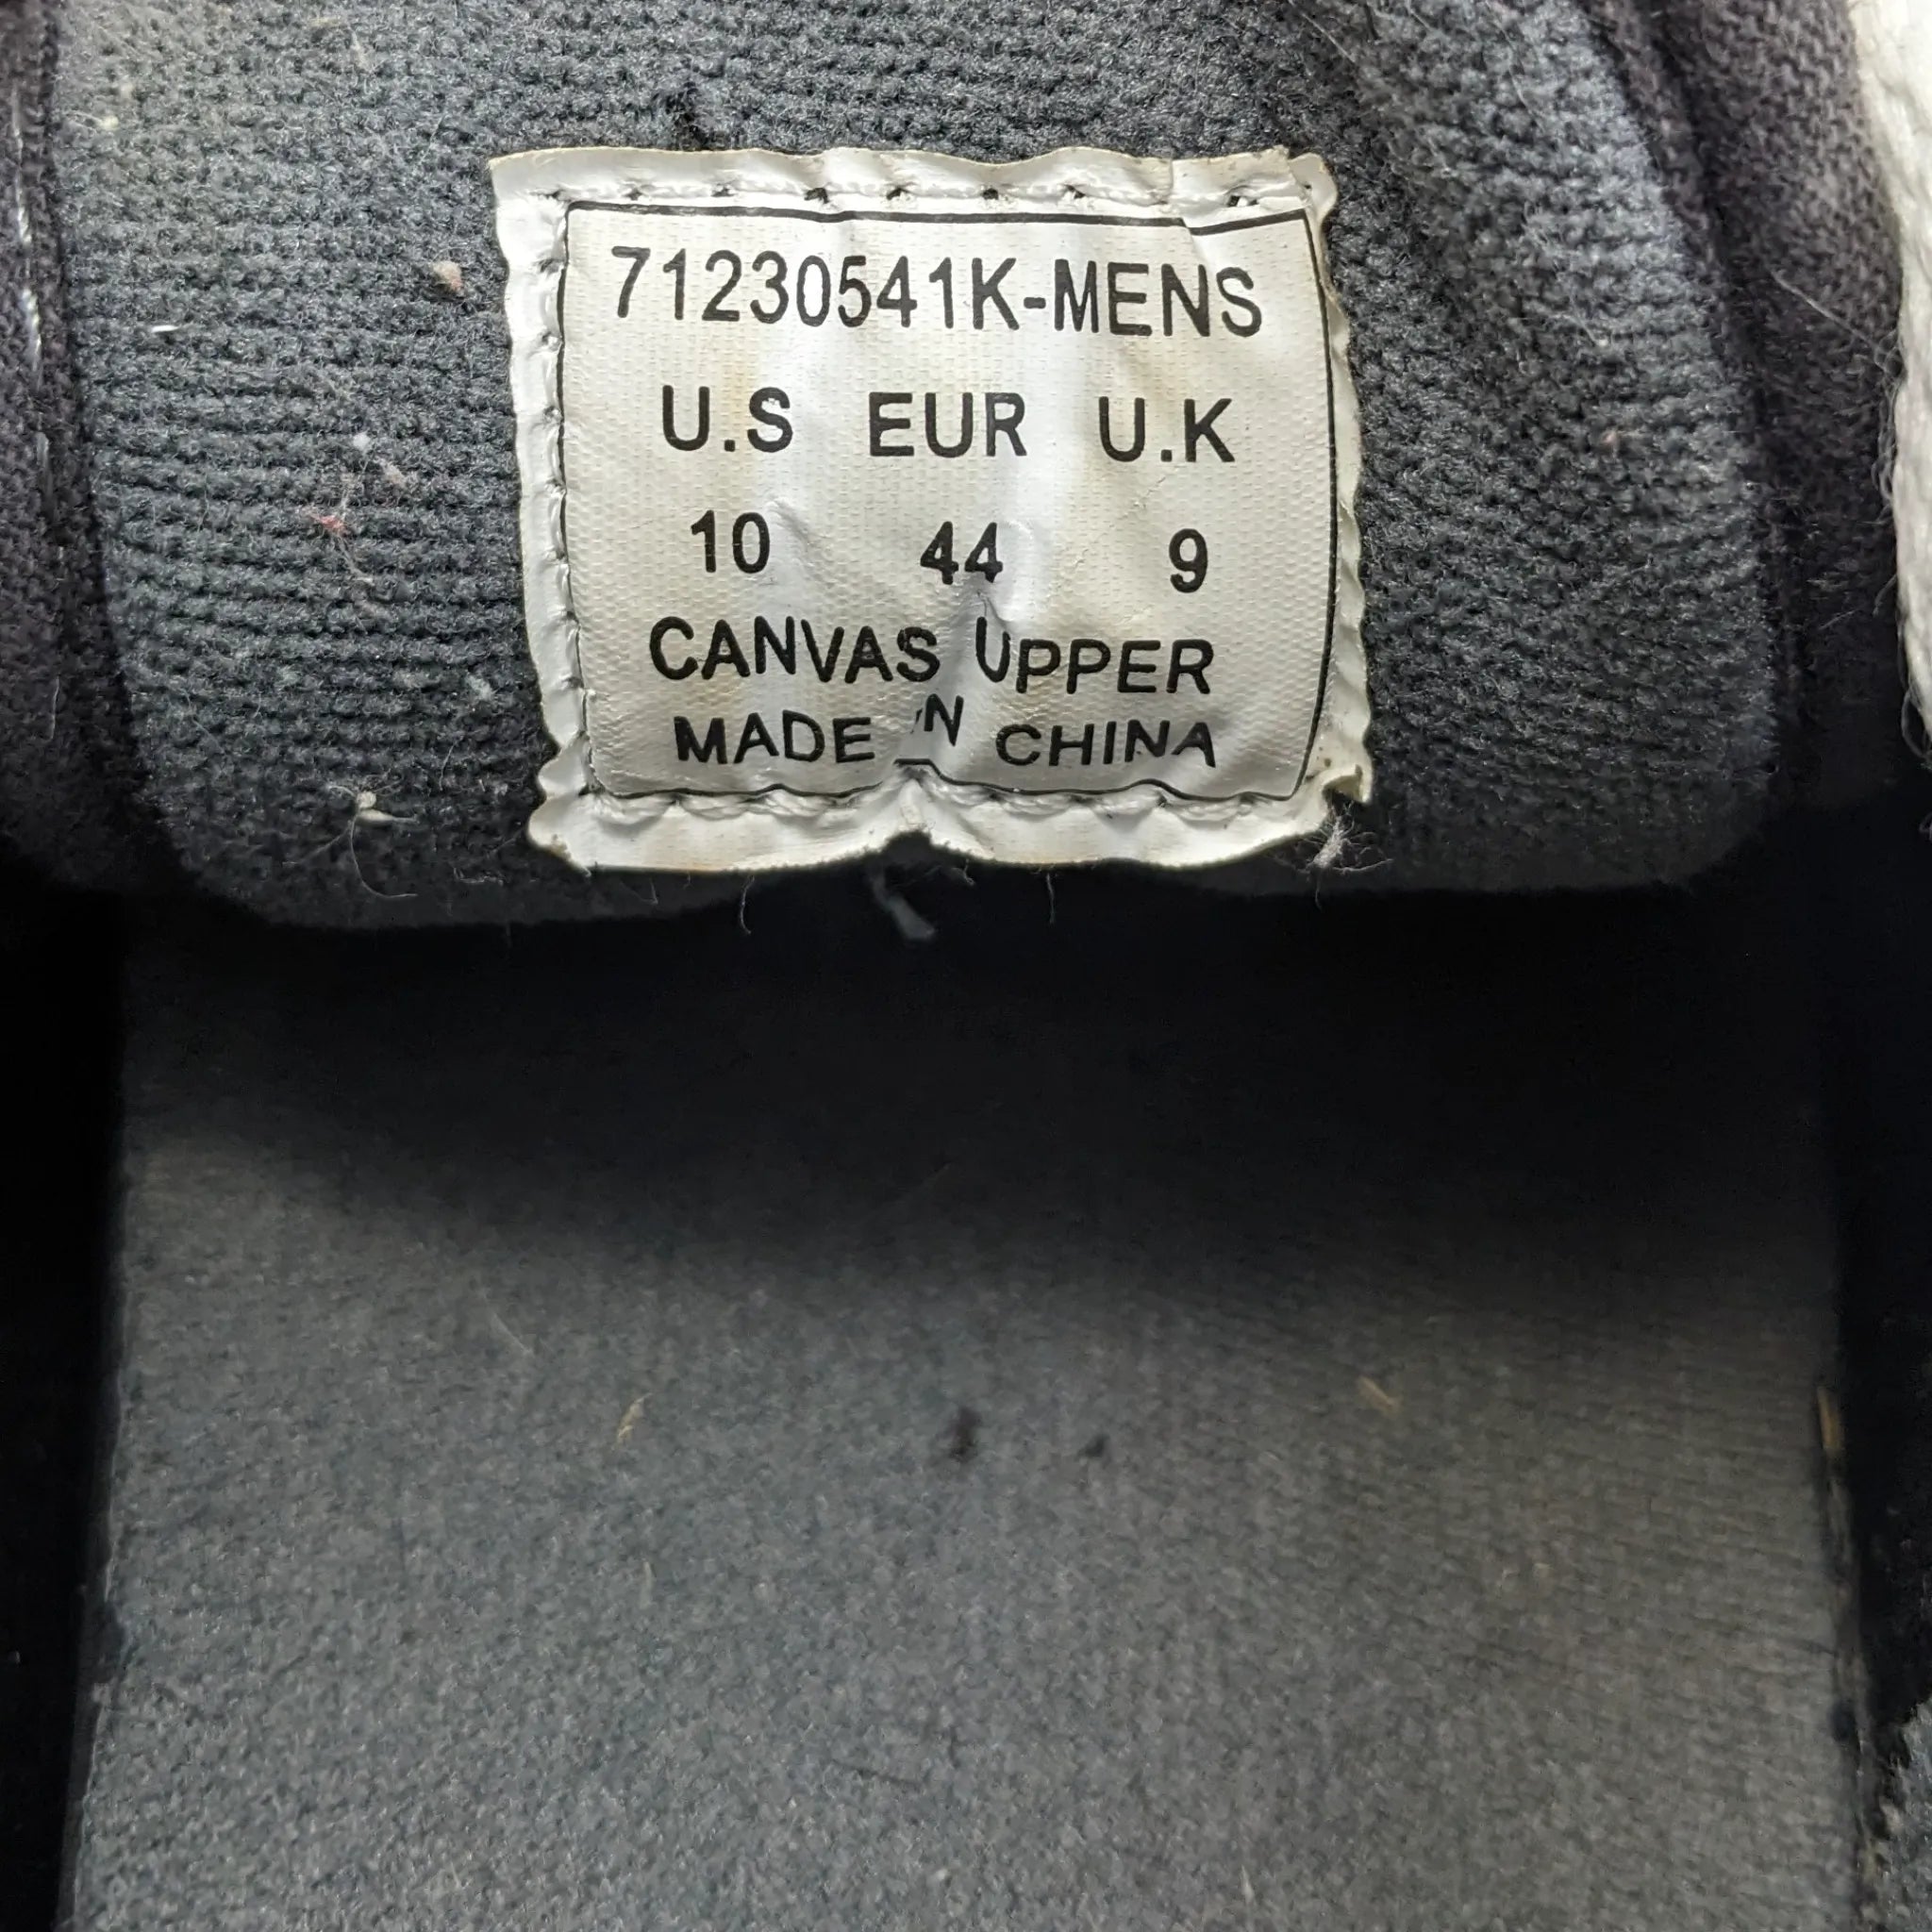 71230541K-MENS
U.S EUR U.K
10 44 9
CANVAS UPPER
MADE IN CHINA